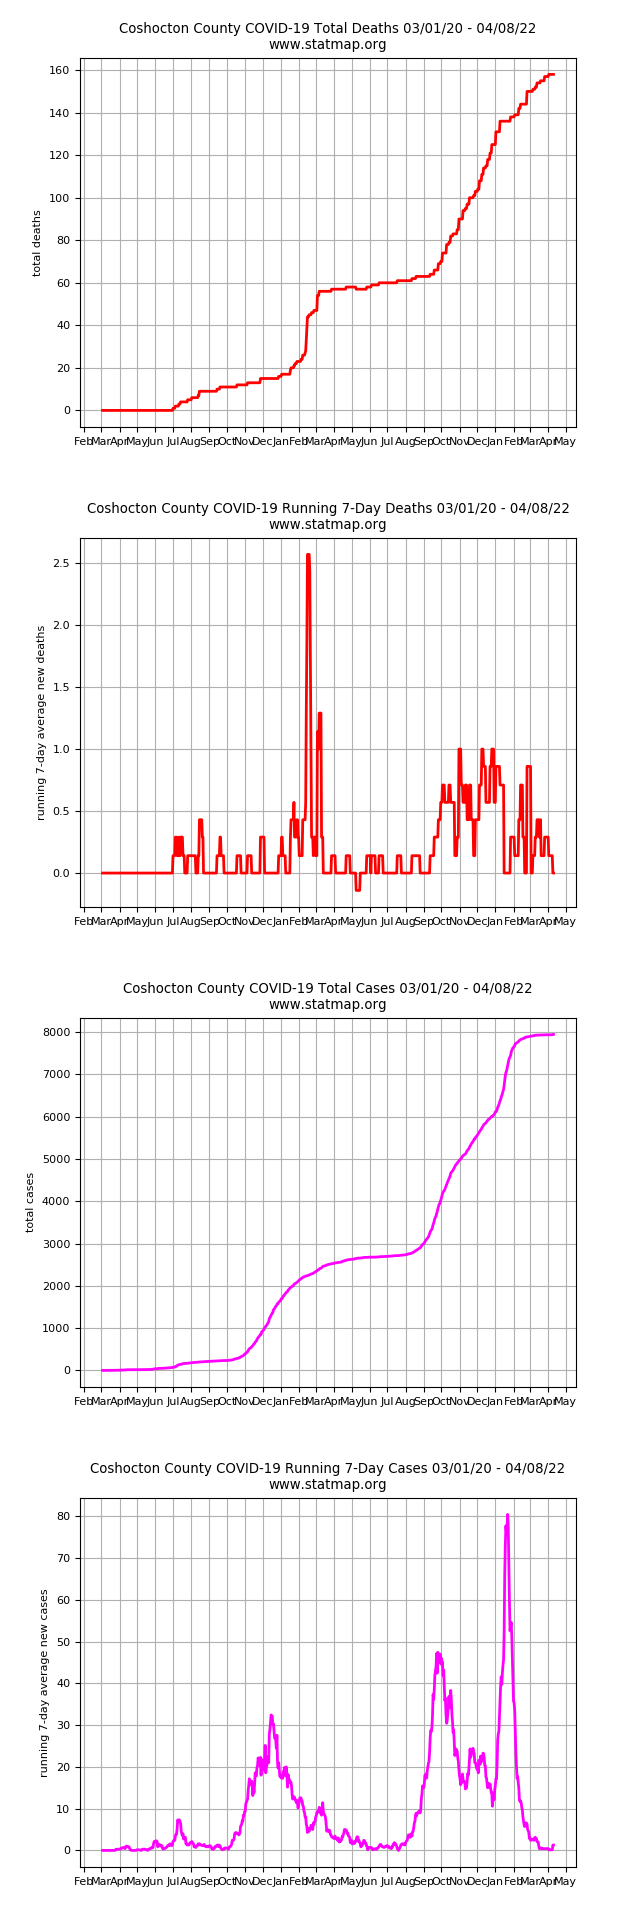 Coshocton County COVID-19 Total Deaths 03/01/20 - 04/08/22
www.statmap.org
160
140
120
100
80
60
40
20
0
total deaths
Feb Mar Apr May Jun Jul Aug Sep Oct Nov Dec Jan Feb Mar Apr May Jun Jul Aug Sep Oct Nov Dec Jan Feb Mar Apr May
Coshocton County COVID-19 Running 7-Day Deaths 03/01/20 - 04/08/22
www.statmap.org
2.5
2.0
1.5
1.0
0.5
0.0
running 7-day average new deaths
Feb Mar Apr May Jun Jul Aug Sep Oct Nov Dec Jan Feb Mar Apr May Jun Jul Aug Sep Oct Nov Dec Jan Feb Mar Apr May
Coshocton County COVID-19 Total Cases 03/01/20 - 04/08/22
www.statmap.org
8000
7000
6000
5000
4000
3000
2000
1000
0
total cases
Feb Mar Apr May Jun Jul Aug Sep Oct Nov Dec Jan Feb Mar Apr May Jun Jul Aug Sep Oct Nov Dec Jan Feb Mar Apr May
Coshocton County COVID-19 Running 7-Day Cases 03/01/20 - 04/08/22
www.statmap.org
80
70
60
50
40
30
20
10
0
running 7-day average new cases
Feb Mar Apr May Jun Jul Aug Sep Oct Nov Dec Jan Feb Mar Apr May Jun Jul Aug Sep Oct Nov Dec Jan Feb Mar Apr May